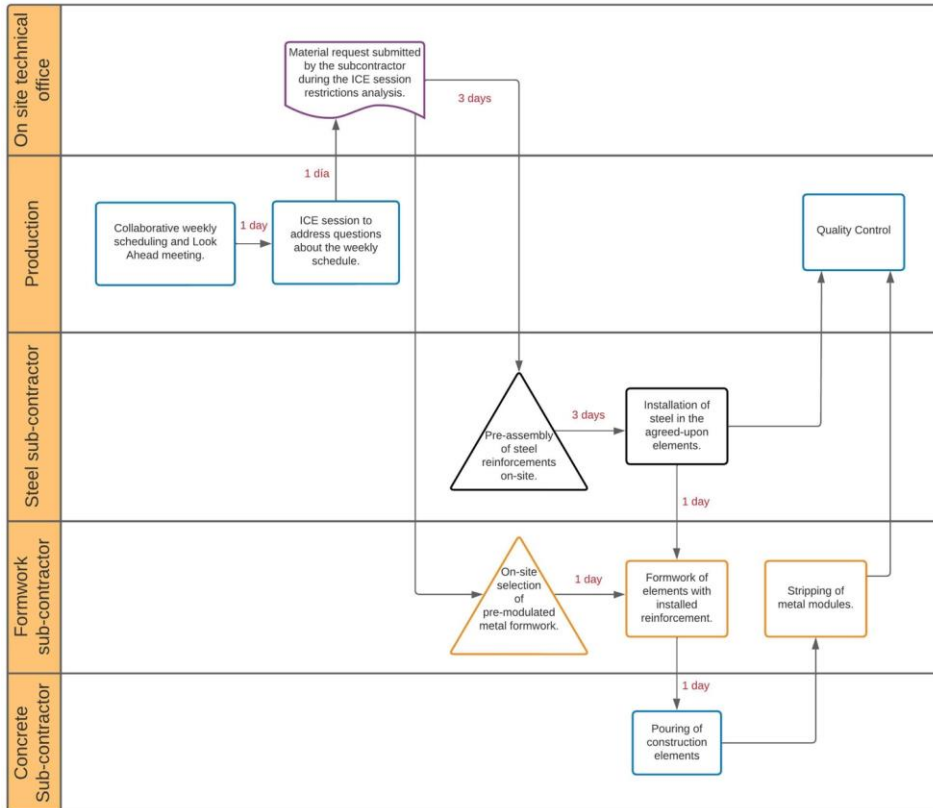 On site technical
office
Material request submitted
by the subcontractor
during the ICE session
restrictions analysis.
3 days
1 día
Production
Collaborative weekly
scheduling and Look
Ahead meeting.
1 day
ICE session to
address questions
about the weekly
schedule.
Quality Control
Steel sub-contractor
Pre-assembly
of steel
reinforcements
on-site.
3 days
Installation of
steel in the
agreed-upon
elements.
1 day
Formwork
sub-contractor
On-site
selection
of
pre-modulated
metal formwork.
1 day
Formwork of
elements with
installed
reinforcement.
Stripping of
metal modules.
1 day
Concrete
Sub-contractor
Pouring of
construction
elements